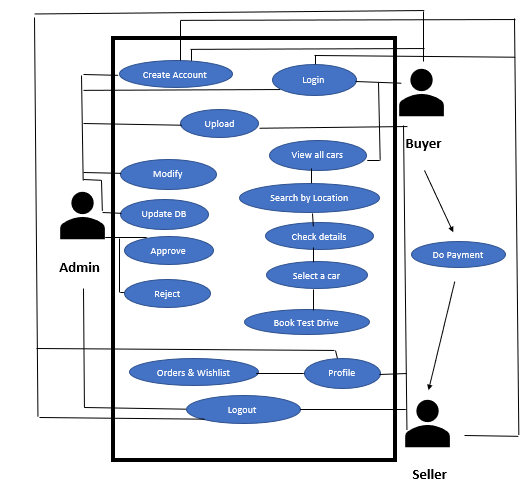 Create Account
Login
Upload
Buyer
View all cars
Modify
Search by Location
Update DB
Check details
Approve
Do Payment
Admin
Select a car
Reject
Book Test Drive
Orders & Wishlist
Profile
Logout
Seller